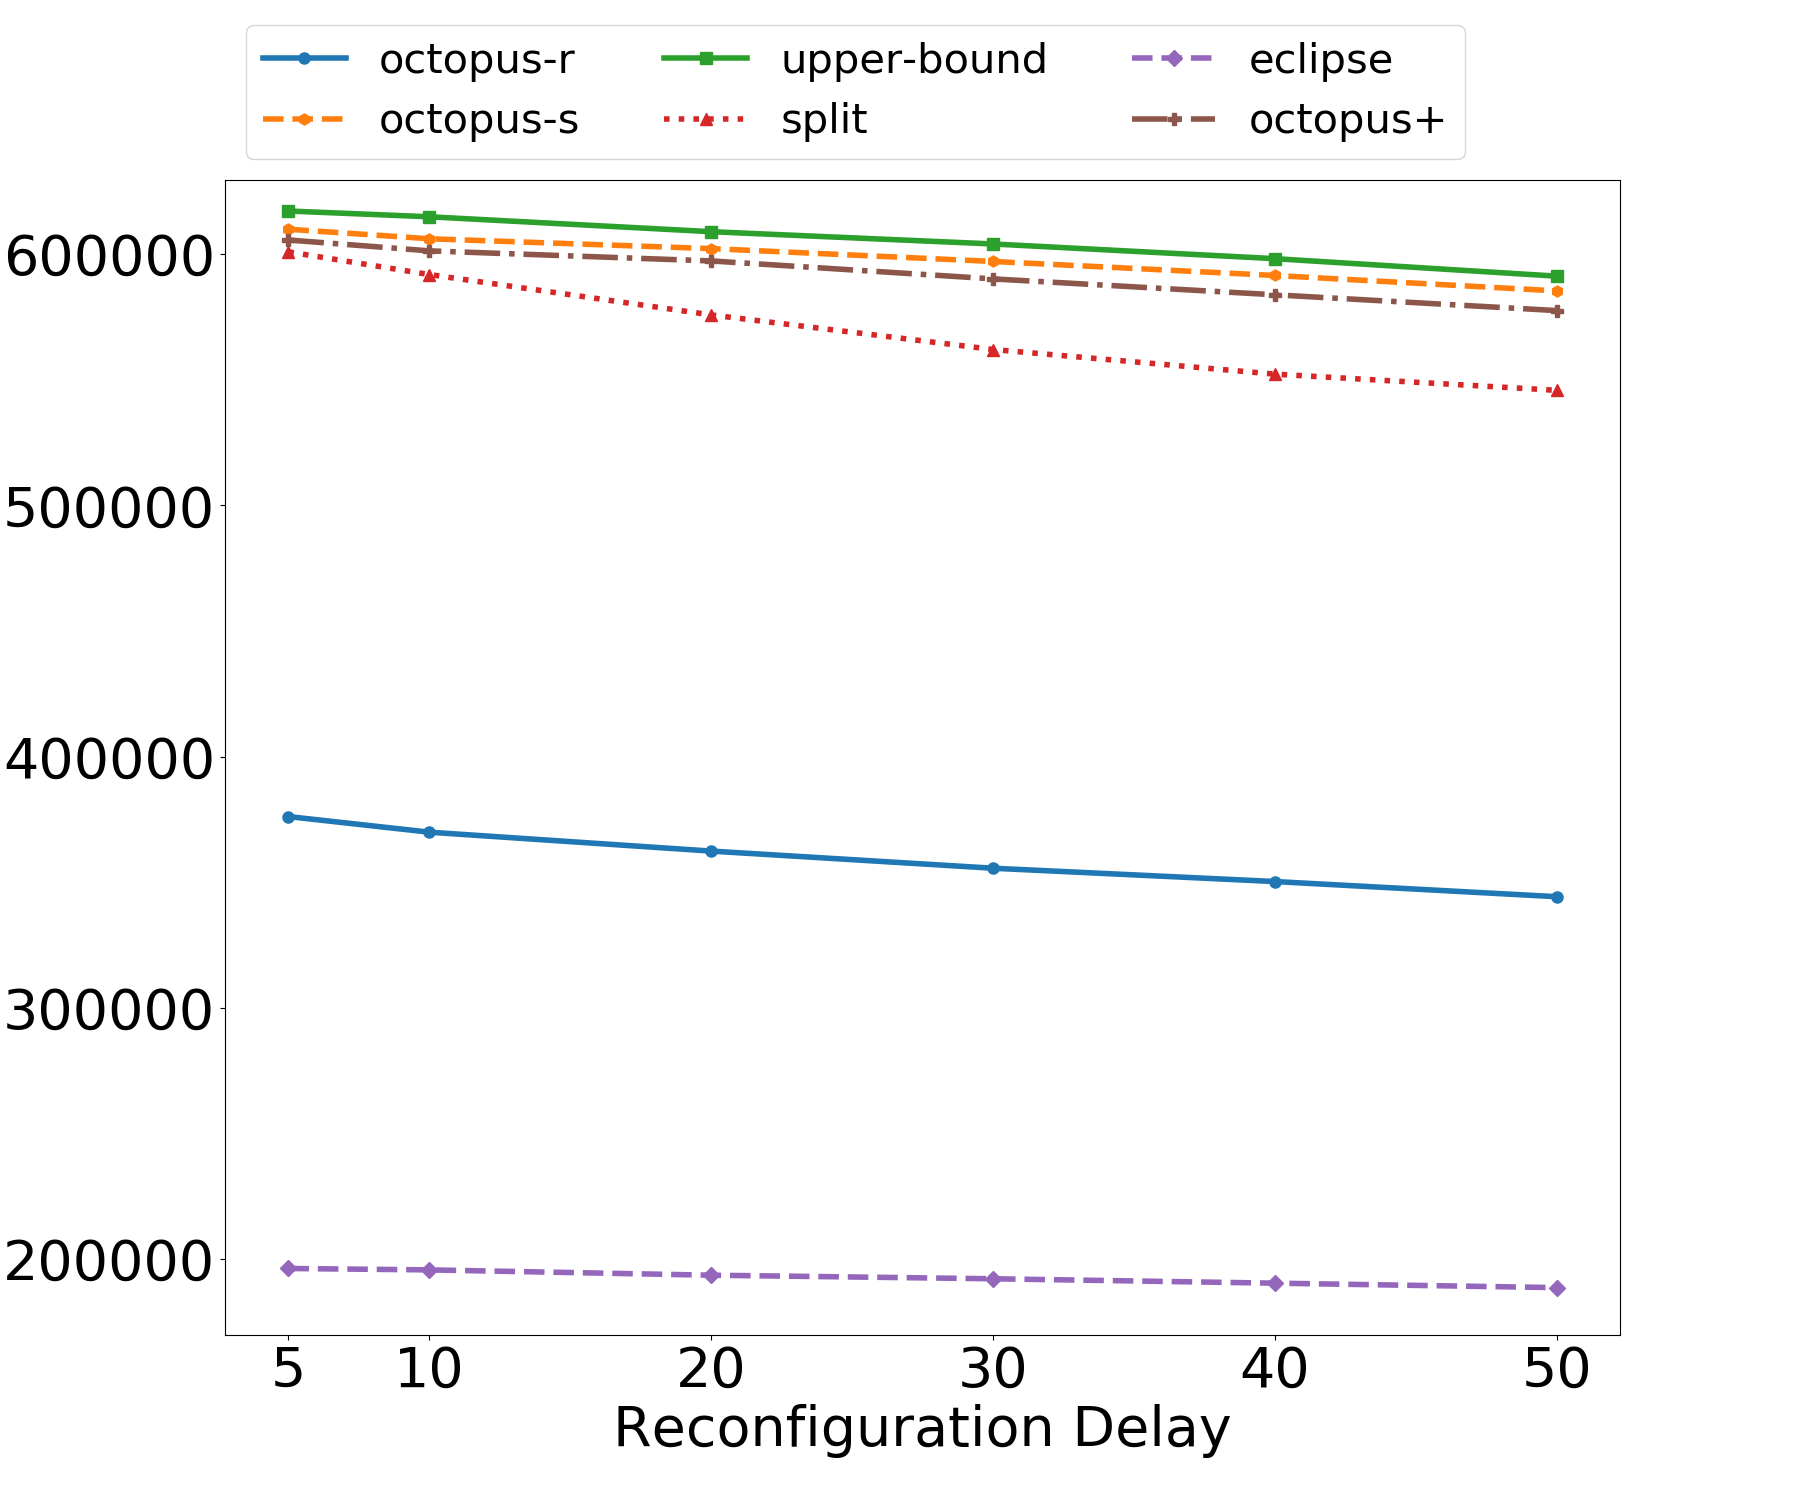 octopus-r upper-bound eclipse
octopus-s split octopus+
600000
500000
400000
300000
200000
5 10 20 30 40 50
Reconfiguration Delay